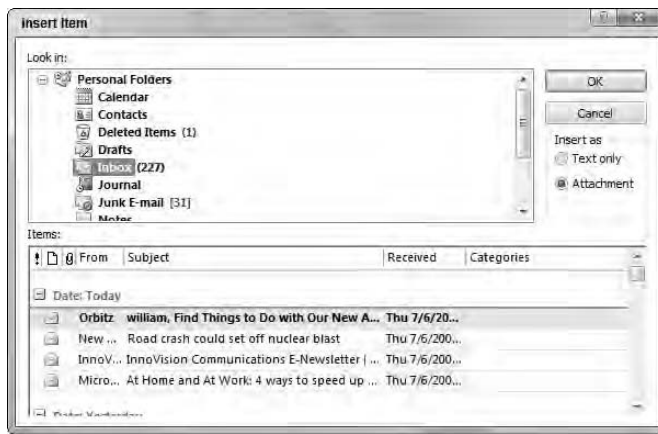 insert Item
Look in:
Personal Folders
Calendar
Contacts
Deleted Items (1)
Drafts
Inbox (227)
Journal
Junk E-mail [31]
Notes
OK
Cancel
Insert as
Text only
Attachment
Items:
! From Subject Received Categories
Date: Today
Orbitz william, Find Things to Do with Our New A... Thu 7/6/20...
New ... Road crash could set off nuclear blast Thu 7/6/200...
InnoV... InnoVision Communications E-Newsletter ( ... Thu 7/6/200...
Micro... At Home and At Work: 4 ways to speed up ... Thu 7/6/200...
Date: Yesterday